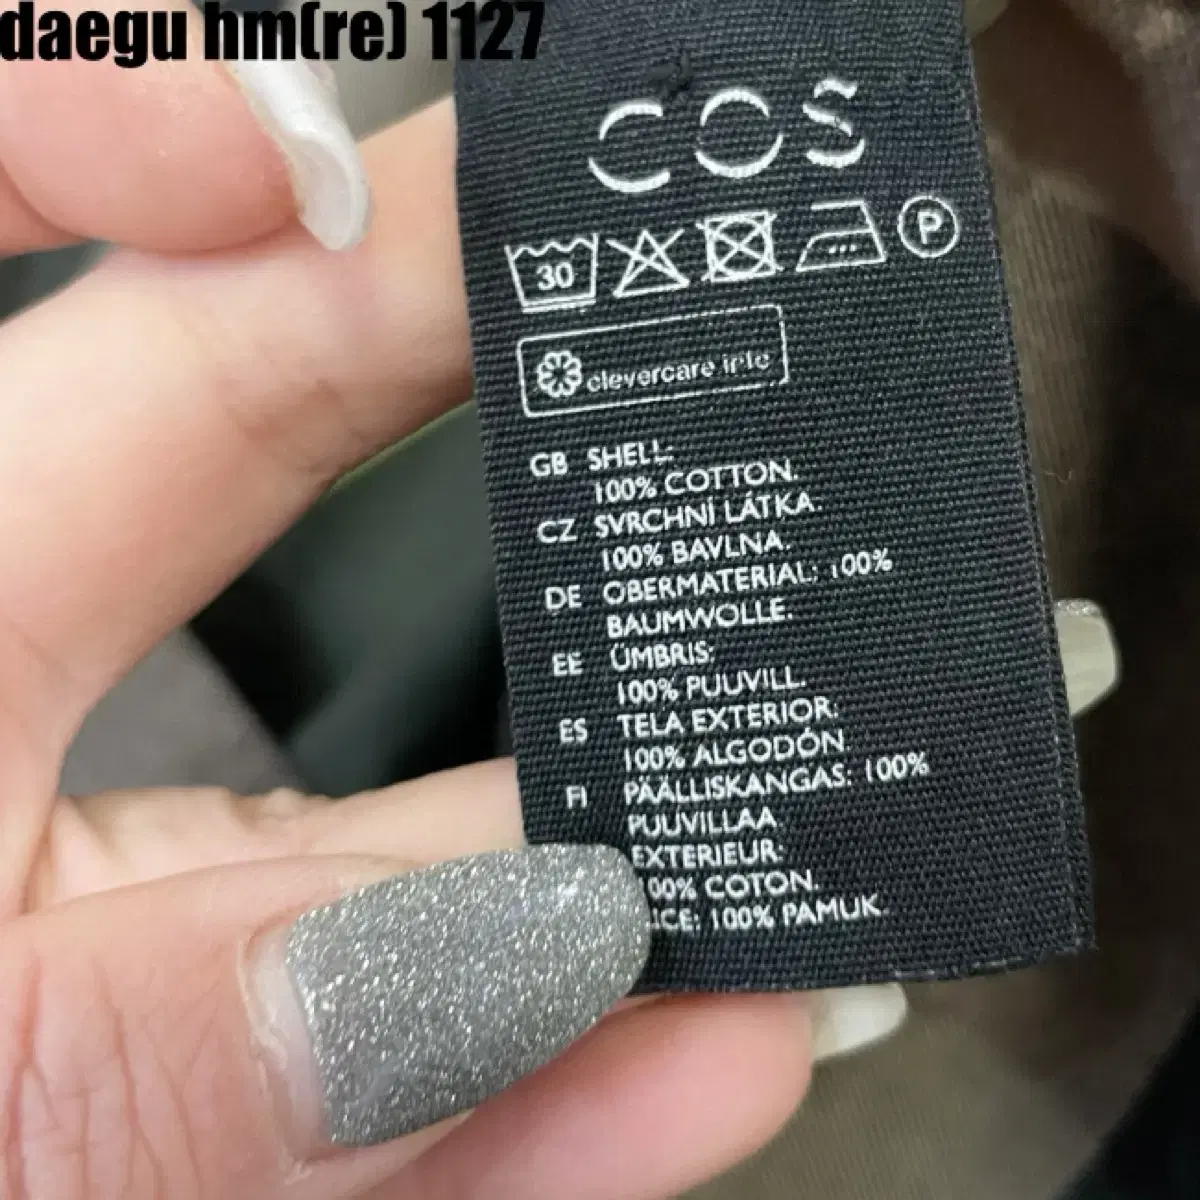 daegu hm(re) 1127
COS
30
P
clevercare
GB SHELL:
100% COTTON.
CZ SVRCHNÍ LÁTKA.
100% BAVLNA.
DE OBERMATERIAL: 100%
BAUMWOLLE.
EE ÜMBRIS:
100% PUUVILL.
ES TELA EXTERIOR:
100% ALGODÓN
FI PÄÄLLISKANGAS: 100%
PUUVILLAA
EXTERIEUR:
100% COTON.
100% PAMUK.